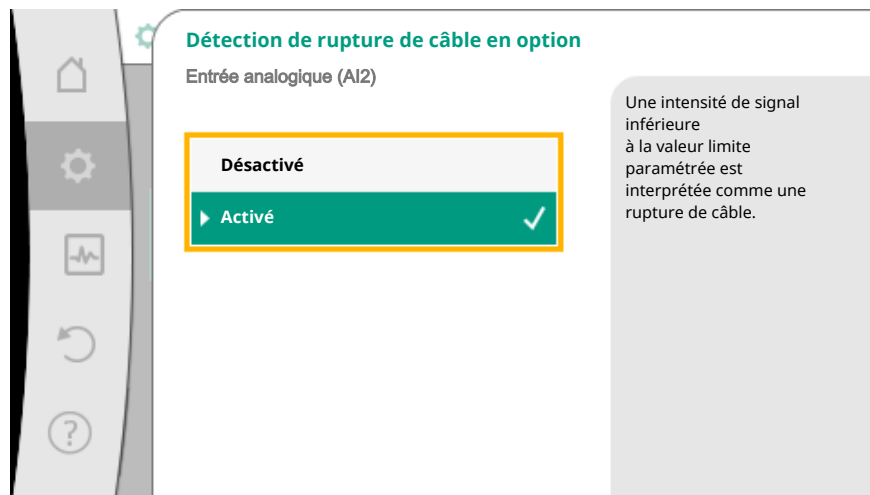 Détection de rupture de câble en option
Entrée analogique (AI2)
Désactivé
Activé
Une intensité de signal
inférieure
à la valeur limite
paramétrée est
interprétée comme une
rupture de câble.
?